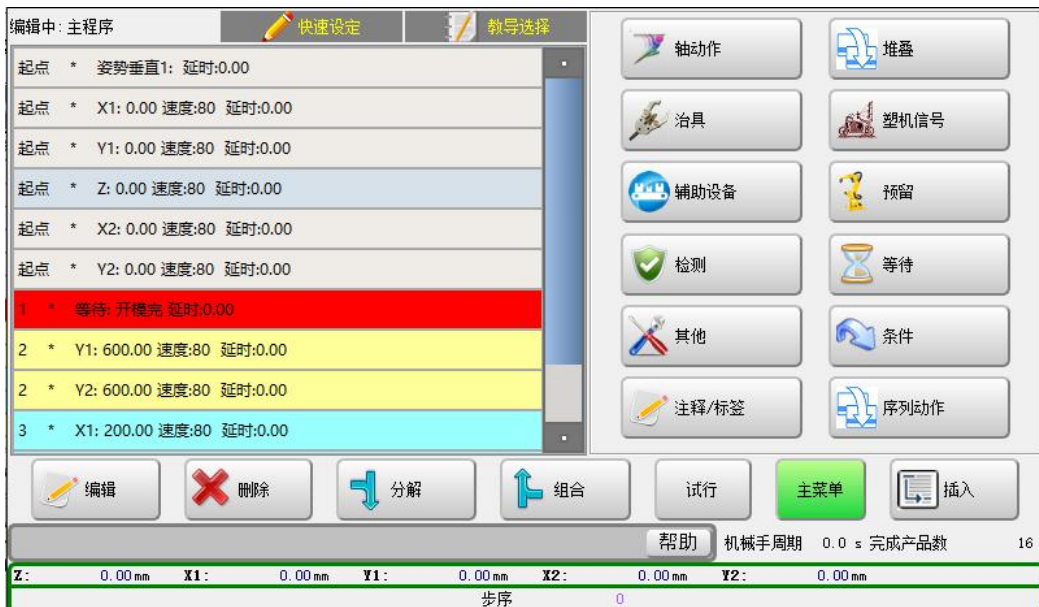 编辑中: 主程序 快速设定 教导选择
起点 * 姿势垂直1: 延时:0.00
起点 * X1: 0.00 速度:80 延时:0.00
起点 * Y1: 0.00 速度:80 延时:0.00
起点 * Z: 0.00 速度:80 延时:0.00
起点 * X2: 0.00 速度:80 延时:0.00
起点 * Y2: 0.00 速度:80 延时:0.00
1 * 等待: 开模完 延时:0.00
2 * Y1: 600.00 速度:80 延时:0.00
2 * Y2: 600.00 速度:80 延时:0.00
3 * X1: 200.00 速度:80 延时:0.00
轴动作 堆叠
治具 塑机信号
辅助设备 预留
检测 等待
其他 条件
注释/标签 序列动作
编辑 删除 分解 组合 试行 主菜单 插入
帮助 机械手周期 0.0 s 完成产品数 16
Z: 0.00mm X1: 0.00mm Y1: 0.00mm X2: 0.00mm Y2: 0.00mm
步序 0